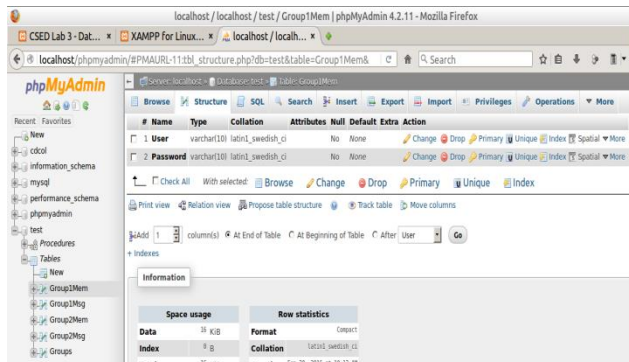 localhost / localhost / test / Group1Mem | phpMyAdmin 4.2.11 - Mozilla Firefox
CSED Lab 3 - Dat... × XAMPP for Linux... × localhost / localh... ×
localhost/phpmyadmin/#PMAURL-11:tbl_structure.php?db=test&table=Group1Mem& Search
phpMyAdmin
Recent Favorites
New
cdcol
information_schema
mysql
performance_schema
phpmyadmin
test
Procedures
Tables
New
Group1Mem
Group1Msg
Group2Mem
Group2Msg
Groups
Server: localhost » Database: test » Table: Group1Mem
Browse Structure SQL Search Insert Export Import Privileges Operations More
# Name Type Collation Attributes Null Default Extra Action
1 User varchar(10) latin1_swedish_ci No None Change Drop Primary Unique Index Spatial More
2 Password varchar(10) latin1_swedish_ci No None Change Drop Primary Unique Index Spatial More
Check All With selected: Browse Change Drop Primary Unique Index
Print view Relation view Propose table structure Track table Move columns
Add 1 column(s) At End of Table At Beginning of Table After User Go
+ Indexes
Information
Space usage
Data 16 KiB
Index 0 B
Row statistics
Format Compact
Collation latin1_swedish_ci